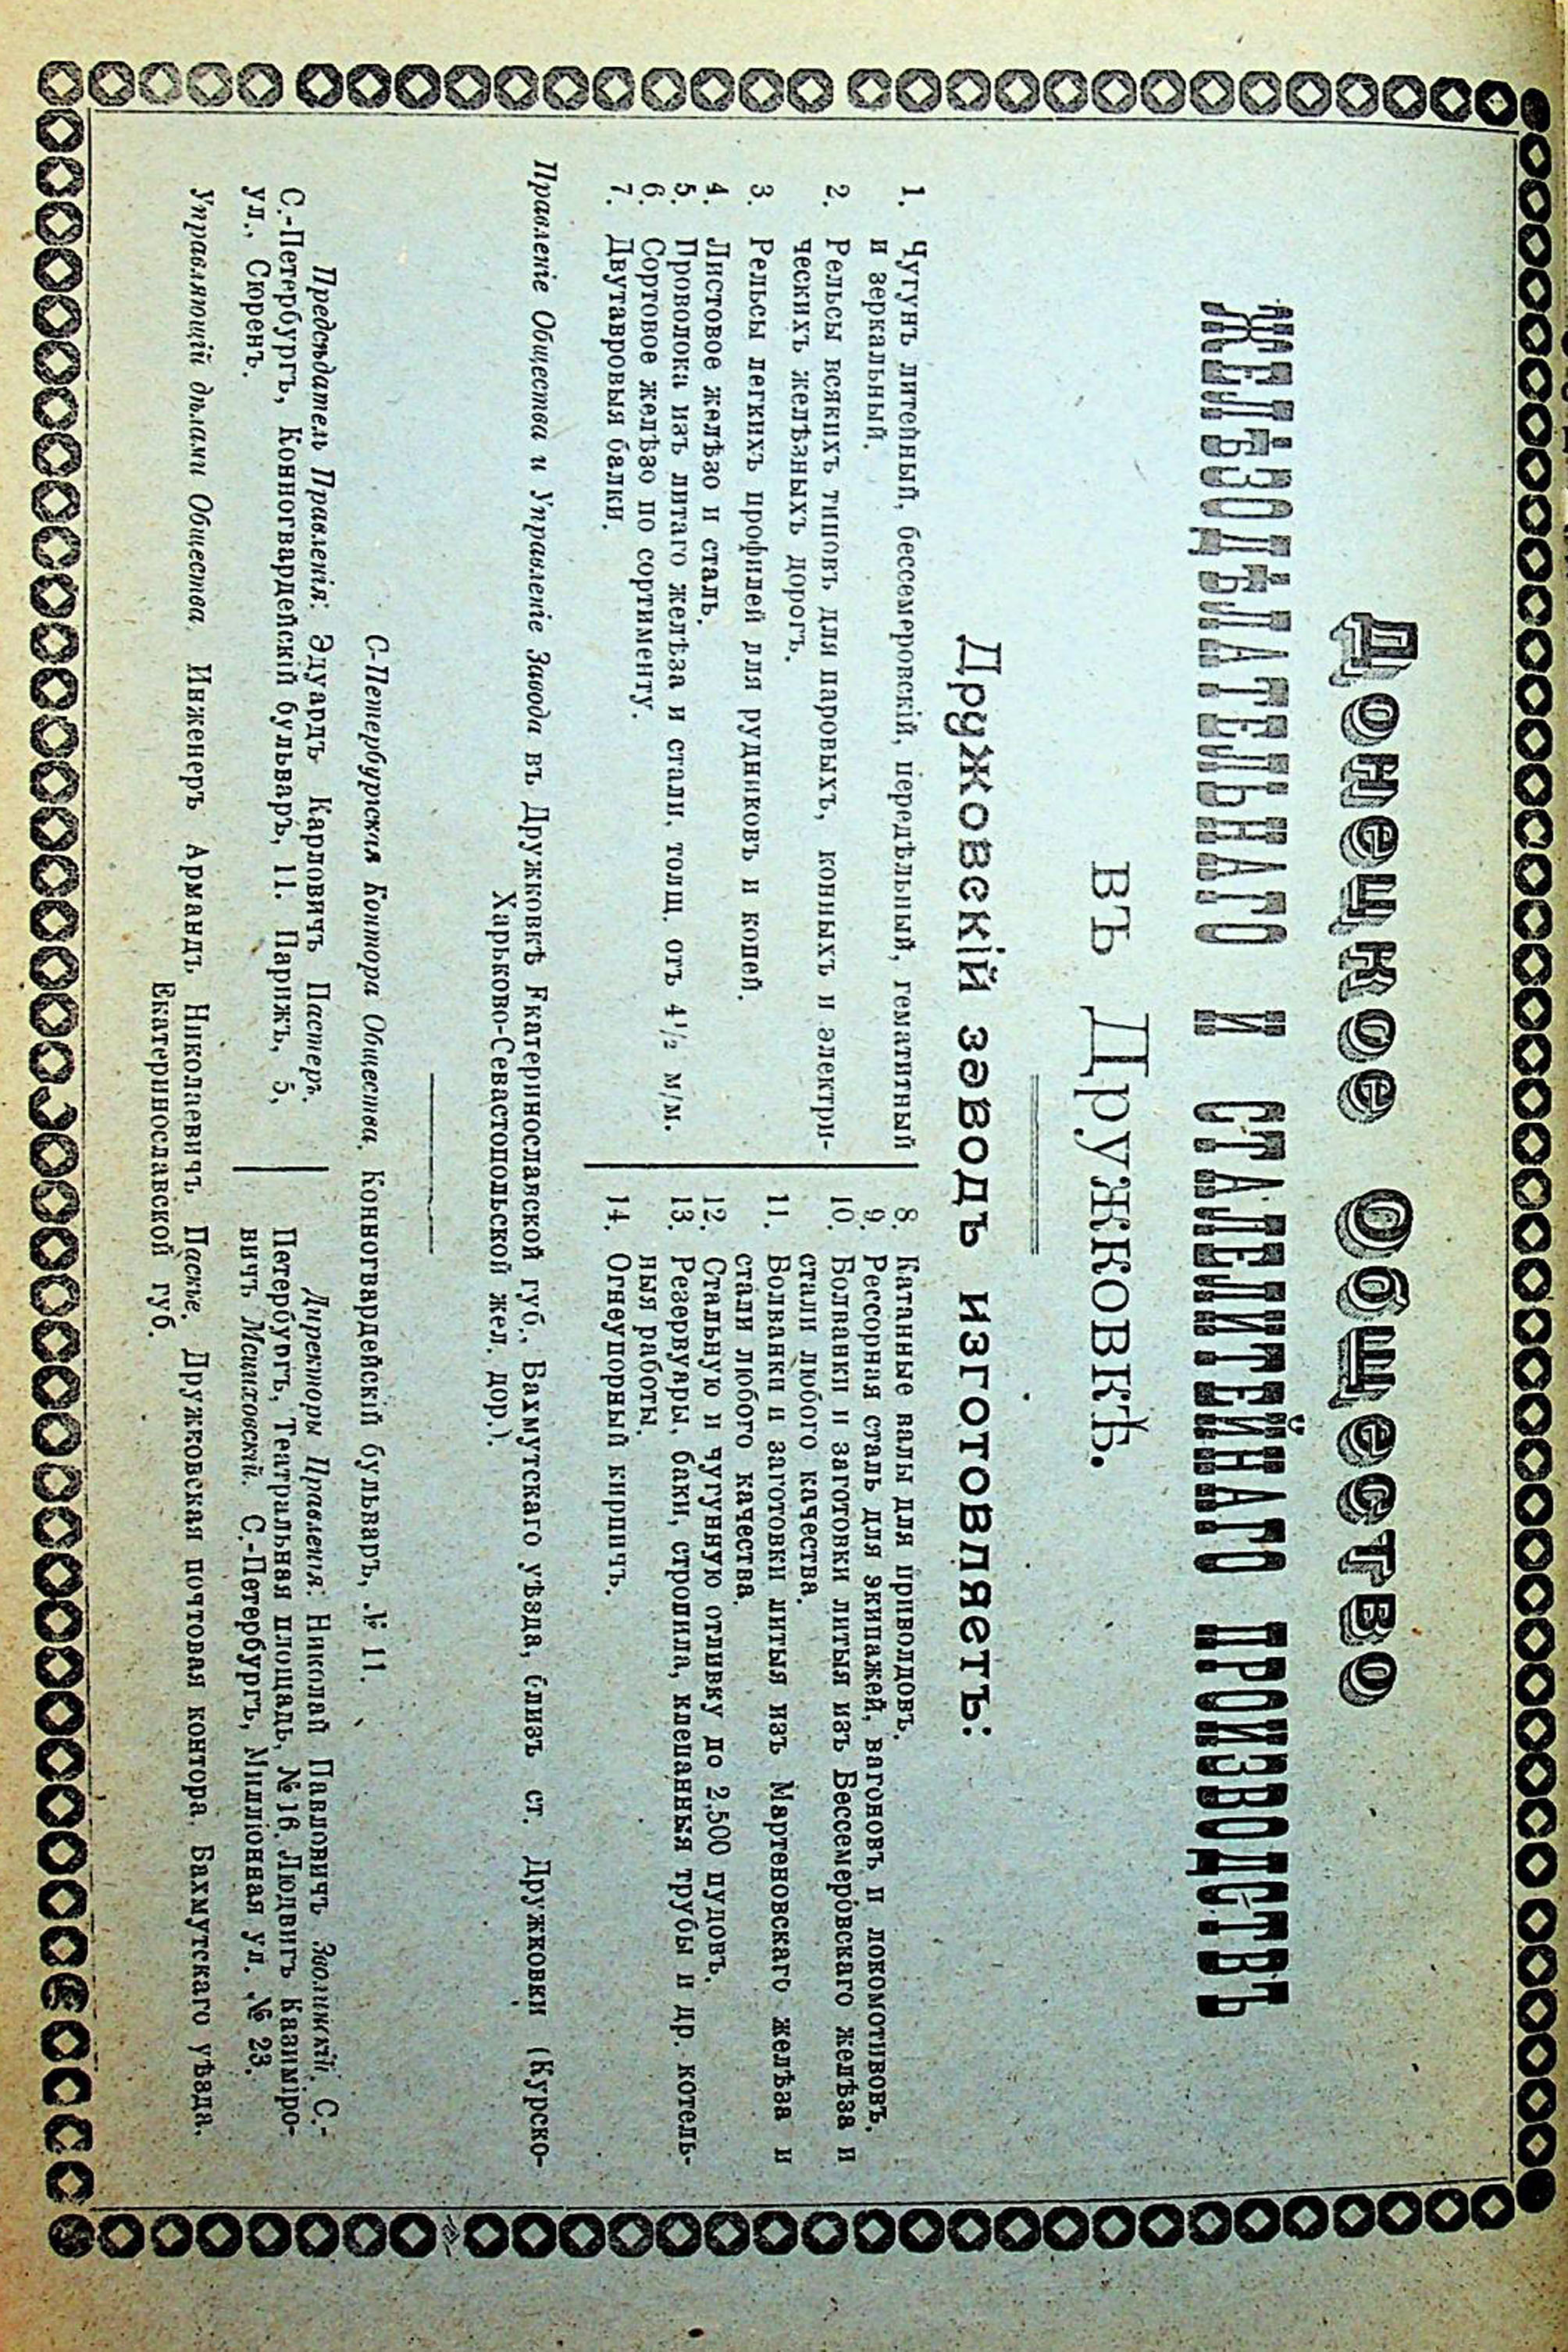 Донецкое Общество
ЖЕЛѢЗОДѢЛАТЕЛЬНАГО И СТАЛЕЛИТЕЙНАГО ПРОИЗВОДСТВЪ
въ Дружковкѣ.
Дружковскій заводъ изготовляетъ:
1. Чугунъ литейный, бессемеровскій, передѣльный, гематитный
и зеркальный.
2. Рельсы всякихъ типовъ для паровыхъ, конныхъ и электри-
ческихъ желѣзныхъ дорогъ.
3. Рельсы легкихъ профилей для рудниковъ и копей.
4. Листовое желѣзо и сталь.
5. Проволока изъ литаго желѣза и стали, толщ. отъ 4½ м/м.
6. Сортовое желѣзо по сортименту.
7. Двутавровыя балки.
8. Катанные валы для приволдовъ.
9. Рессорная сталь для экипажей, вагоновъ и локомотивовъ.
10. Болванки и заготовки литыя изъ Бессемеровскаго желѣза и
стали любого качества.
11. Болванки и заготовки литыя изъ Мартеновскаго желѣза и
стали любого качества.
12. Стальную и чугунную отливку до 2,500 пудовъ.
13. Резервуары, баки, стропила, клепанныя трубы и др. котель-
ныя работы.
14. Огнеупорный кирпичъ.
Правленіе Общества и Управленіе Завода въ Дружковкѣ Екатеринославской губ., Бахмутскаго уѣзда, близъ ст. Дружковки (Курско-
Харьково-Севастопольской жел. дор.).
С-Петербургская Контора Общества, Конногвардейскій бульваръ, № 11.
Предсѣдатель Правленія: Эдуардъ Карловичъ Пастеръ.
С.-Петербургъ, Конногвардейскій бульваръ, 11. Парижъ, 5,
ул., Сюренъ.
Директоры Правленія: Николай Павловичъ Зволинскій. С.-
Петербургъ, Театральная площадь, № 16. Людвигъ Казиміро-
вичъ Мсциховскій. С.-Петербургъ, Милліонная ул. № 23.
Управляющій дѣлами Общества Инженеръ Армандъ Николаевичъ Паскье. Дружковская почтовая контора, Бахмутскаго уѣзда,
Екатеринославской губ.